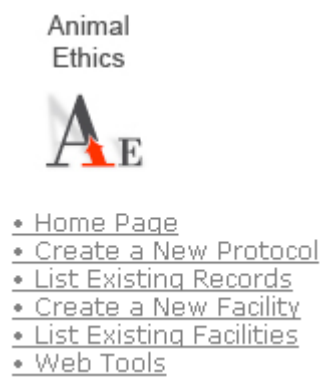 Animal
Ethics
AE
• Home Page
• Create a New Protocol
• List Existing Records
• Create a New Facility
• List Existing Facilities
• Web Tools